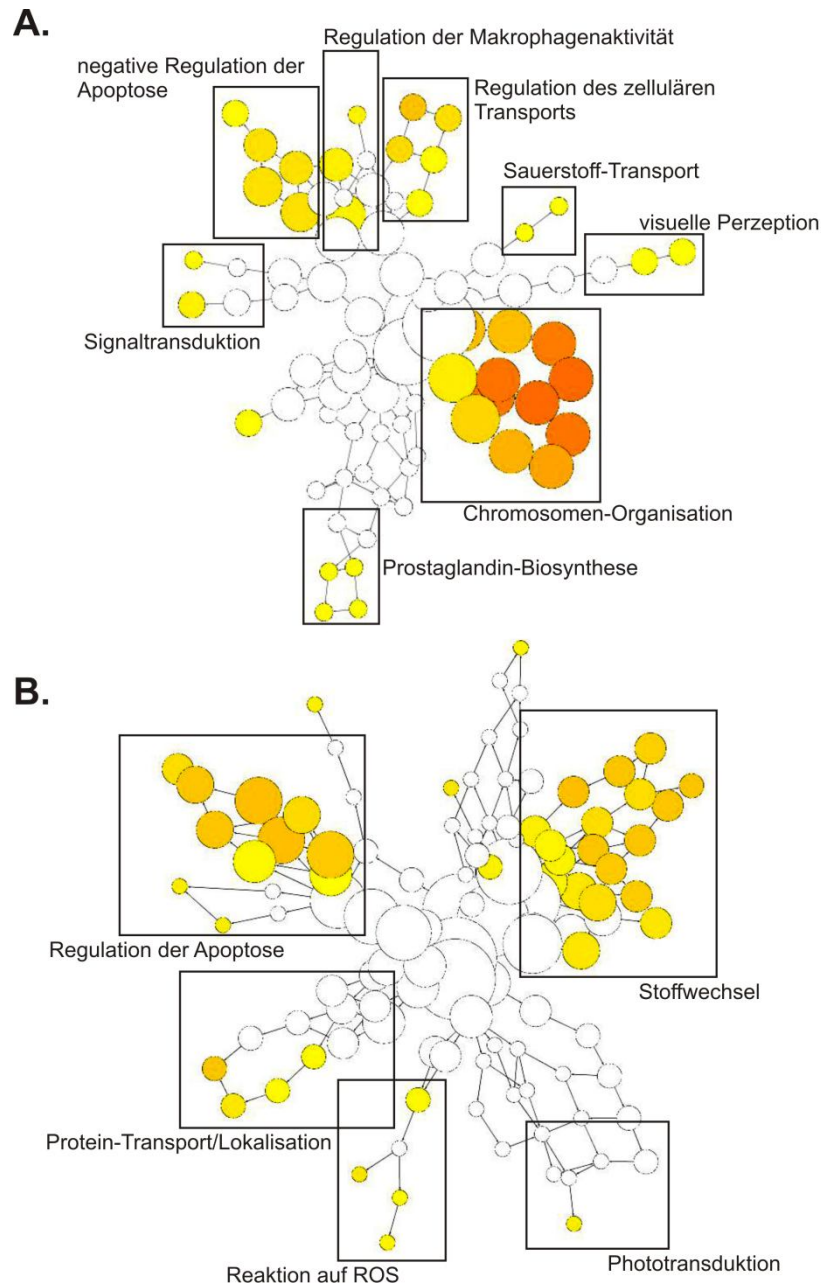 A.
Regulation der Makrophagenaktivität
negative Regulation der
Apoptose
Regulation des zellulären
Transports
Sauerstoff-Transport
visuelle Perzeption
Signaltransduktion
Chromosomen-Organisation
Prostaglandin-Biosynthese
B.
Regulation der Apoptose
Stoffwechsel
Protein-Transport/Lokalisation
Reaktion auf ROS
Phototransduktion